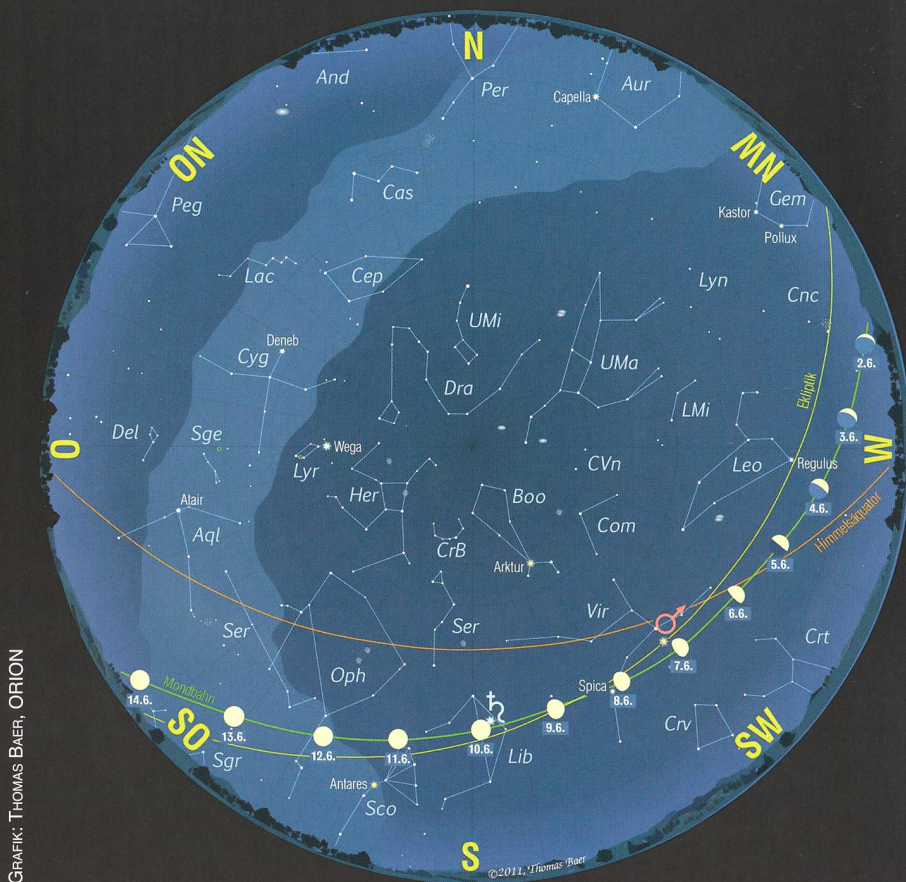 N
And
Per
Aur
Capella
NO
NW
Cas
Peg
Gem
Kastor
Pollux
Lac
Cep
Lyn
Cnc
UMi
Deneb
Cyg
UMa
2.6.
Dra
Ekliptik
LMi
3.6.
Del
Sge
O
Wega
W
Lyr
CVn
Leo
Regulus
Her
Boo
4.6.
Atair
Com
Himmelsäquator
Aql
CrB
5.6.
Arktur
6.6.
Vir
Ser
Ser
Crt
7.6.
Oph
Mondbahn
Spica
8.6.
14.6.
SO
9.6.
Crv
SW
13.6.
12.6.
11.6.
10.6.
Sgr
Lib
Antares
Sco
S
©2011, Thomas Baer
GRAFIK: THOMAS BAER, ORION